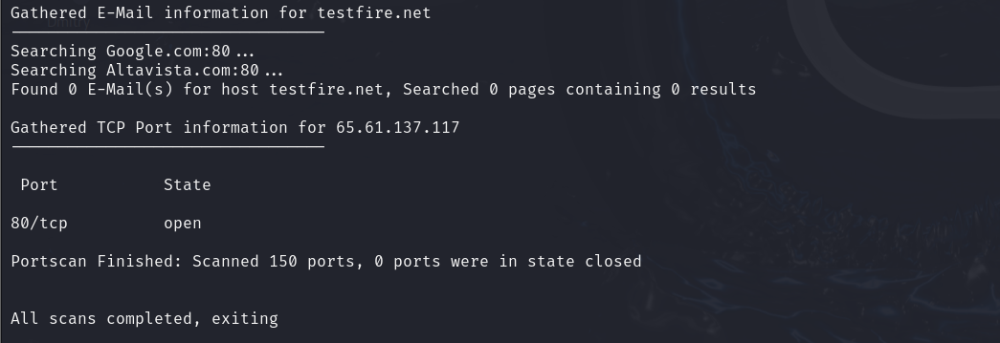 Gathered E-Mail information for testfire.net
Searching Google.com:80...
Searching Altavista.com:80...
Found 0 E-Mail(s) for host testfire.net, Searched 0 pages containing 0 results
Gathered TCP Port information for 65.61.137.117
Port State
80/tcp open
Portscan Finished: Scanned 150 ports, 0 ports were in state closed
All scans completed, exiting